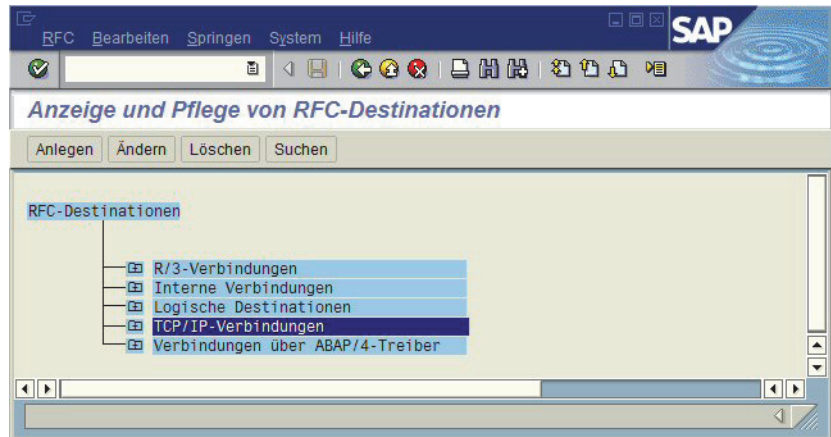 RFC Bearbeiten Springen System Hilfe
SAP
Anzeige und Pflege von RFC-Destinationen
Anlegen Ändern Löschen Suchen
RFC-Destinationen
R/3-Verbindungen
Interne Verbindungen
Logische Destinationen
TCP/IP-Verbindungen
Verbindungen über ABAP/4-Treiber